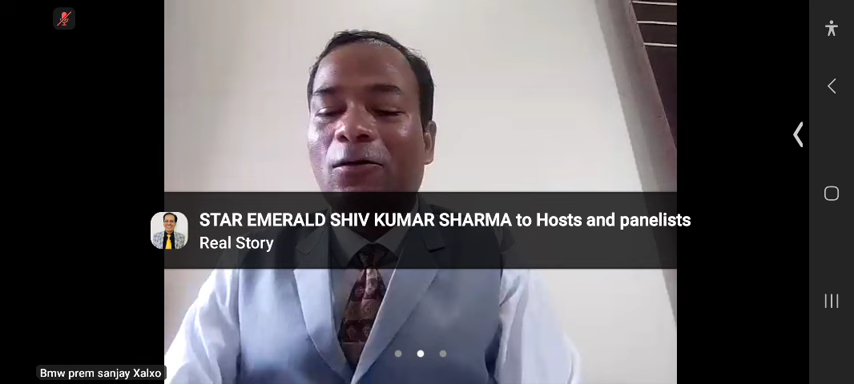 STAR EMERALD SHIV KUMAR SHARMA to Hosts and panelists
Real Story
Bmw prem sanjay Xalxo